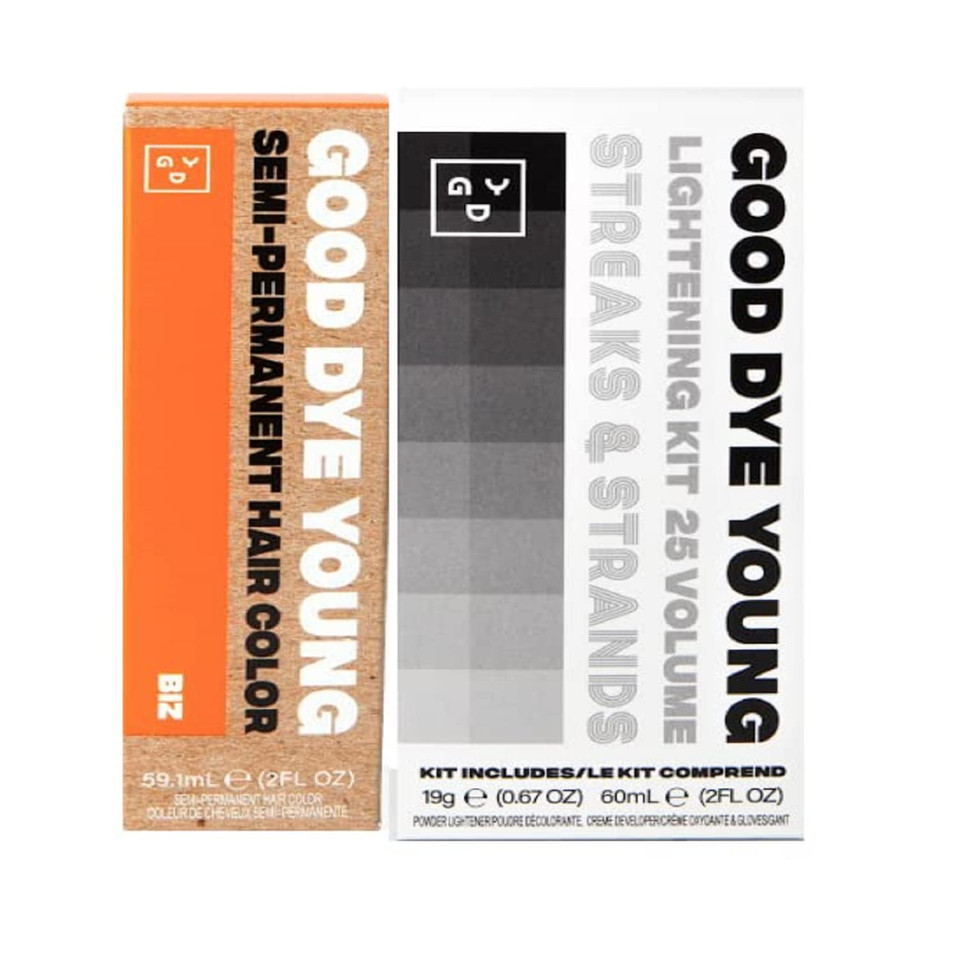 GOOD DYE YOUNG
SEMI-PERMANENT HAIR COLOR
YGD
BIZ
59.1mL ℮ (2FL OZ)
SEMI-PERMANENT HAIR COLOR
COLEUR DE CHEVEUX SEMI-PERMANENTE
GOOD DYE YOUNG
LIGHTENING KIT 25 VOLUME
STREAKS & STRANDS
YGD
KIT INCLUDES/LE KIT COMPREND
19g ℮ (0.67 OZ) 60mL ℮ (2FL OZ)
POWDER LIGHTENER/POUDRE DÉCOLORANTE, CREME DEVELOPER/CRÈME OXYDANTE & GLOVES/GANT